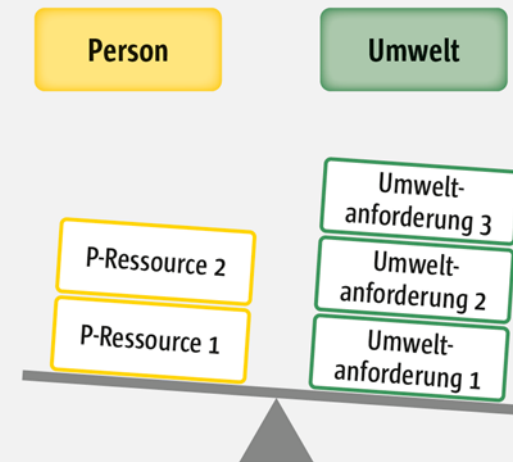 Person
Umwelt
P-Ressource 2
P-Ressource 1
Umwelt-
anforderung 3
Umwelt-
anforderung 2
Umwelt-
anforderung 1